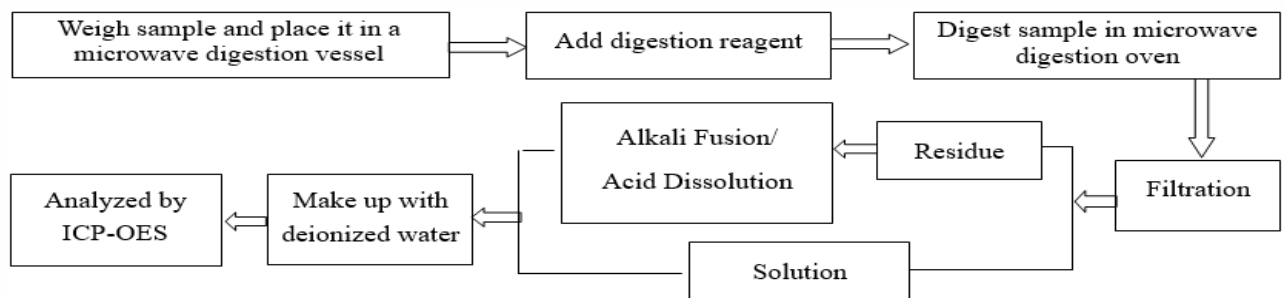 Weigh sample and place it in a
microwave digestion vessel
Add digestion reagent
Digest sample in microwave
digestion oven
Filtration
Residue
Alkali Fusion/
Acid Dissolution
Solution
Make up with
deionized water
Analyzed by
ICP-OES